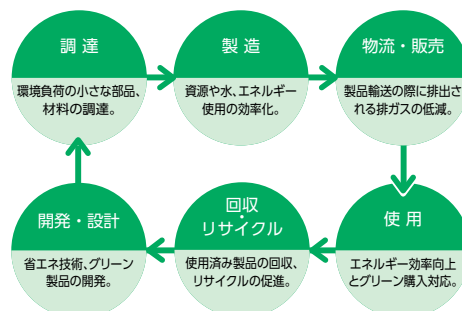 調達
環境負荷の小さな部品、
材料の調達。
製造
資源や水、エネルギー
使用の効率化。
物流・販売
製品輸送の際に排出さ
れる排ガスの低減。
使用
エネルギー効率向上
とグリーン購入対応。
回収
・
リサイクル
使用済み製品の回収、
リサイクルの促進。
開発・設計
省エネ技術、グリーン
製品の開発。